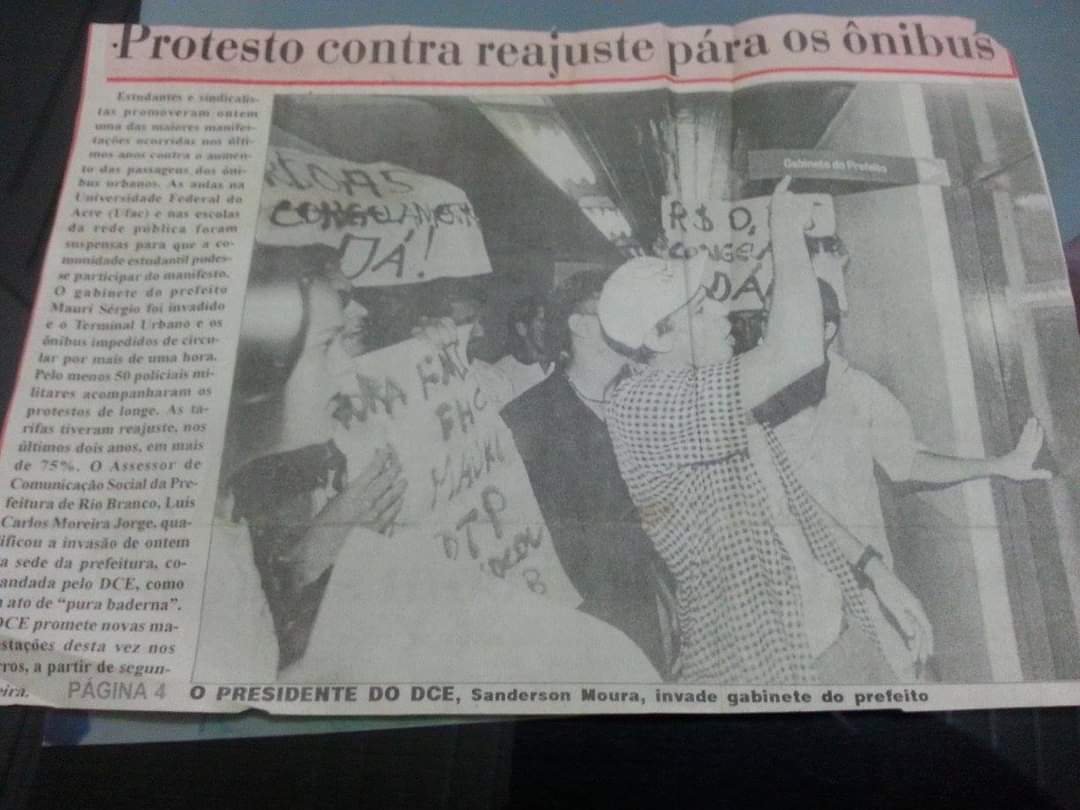 Protesto contra reajuste pára os ônibus
Estudantes e sindicalis-
tas promoveram ontem
uma das maiores manifes-
tações ocorridas nos últi-
mos anos contra o aumen-
to das passagens dos ôni-
bus urbanos. As aulas na
Universidade Federal do
Acre (Ufac) e nas escolas
da rede pública foram
suspensas para que a co-
munidade estudantil pudes-
se participar do manifesto.
O gabinete do prefeito
Mauri Sérgio foi invadido
e o Terminal Urbano e os
ônibus impedidos de circu-
lar por mais de uma hora.
Pelo menos 50 policiais mi-
litares acompanharam os
protestos de longe. As ta-
rifas tiveram reajuste, nos
últimos dois anos, em mais
de 75%. O Assessor de
Comunicação Social da Pre-
feitura de Rio Branco, Luis
Carlos Moreira Jorge, qua-
ificou a invasão de ontem
a sede da prefeitura, co-
andada pelo DCE, como
ato de “pura baderna”.
DCE promete novas ma-
estações desta vez nos
rros, a partir de segun-
eira. PÁGINA 4
CONGELAMENTO
JÁ!
Gabinete do Prefeito
R$ 0,
FORA
FHC
MAURI
O PRESIDENTE DO DCE, Sanderson Moura, invade gabinete do prefeito